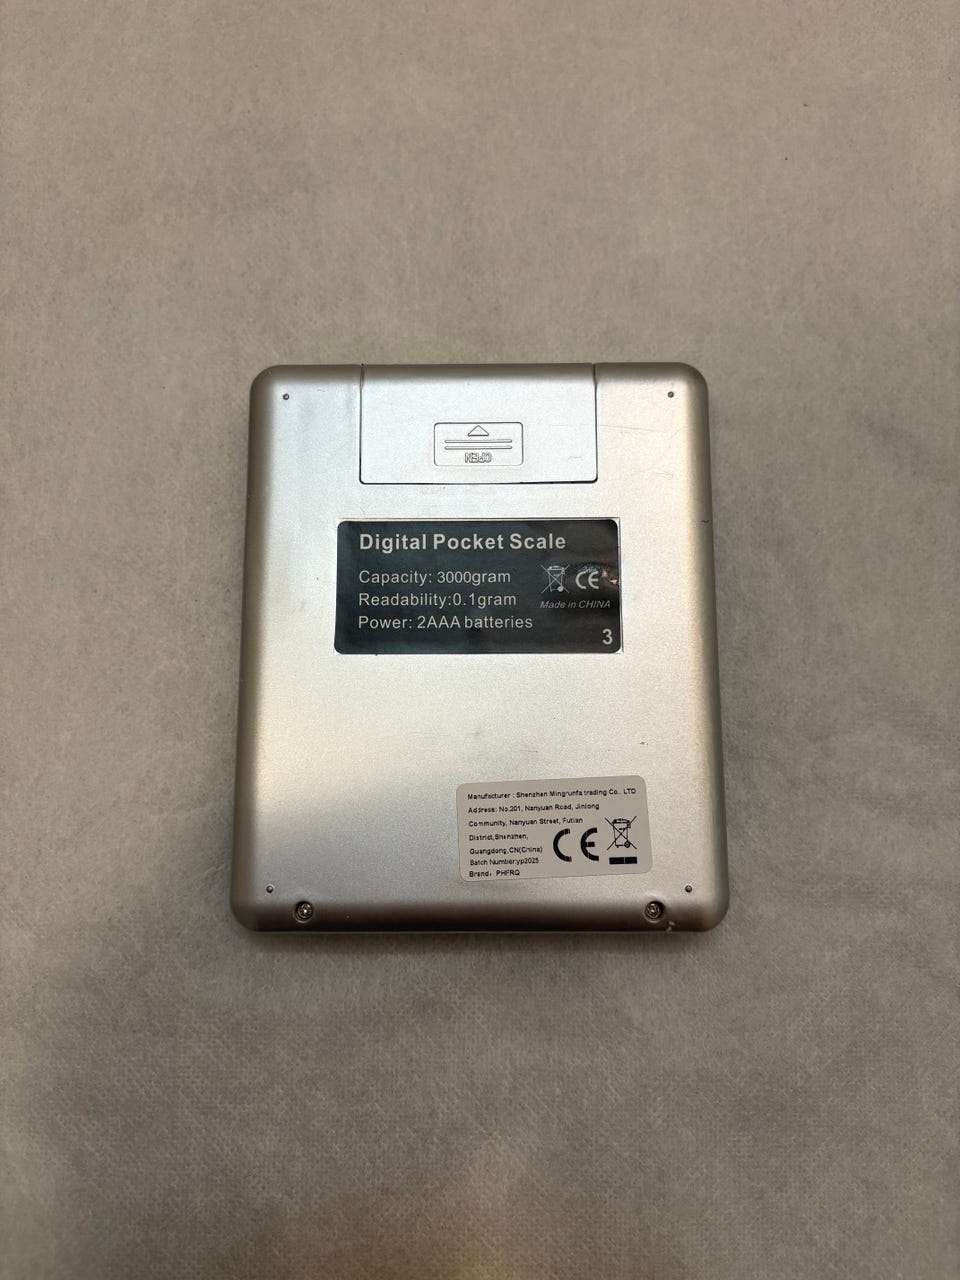 OPEN
Digital Pocket Scale
Capacity: 3000gram
Readability:0.1gram
Power: 2AAA batteries
CE
Made in CHINA
3
Manufacturer : Shenzhen Mingrunfa trading Co., LTD
Address: No.201, Nanyuan Road, Jinlong
Community, Nanyuan Street, Futian
District,Shenzhen,
Guangdong,CN(China)
Batch Number:yp2025
Brand: PHFRQ
CE